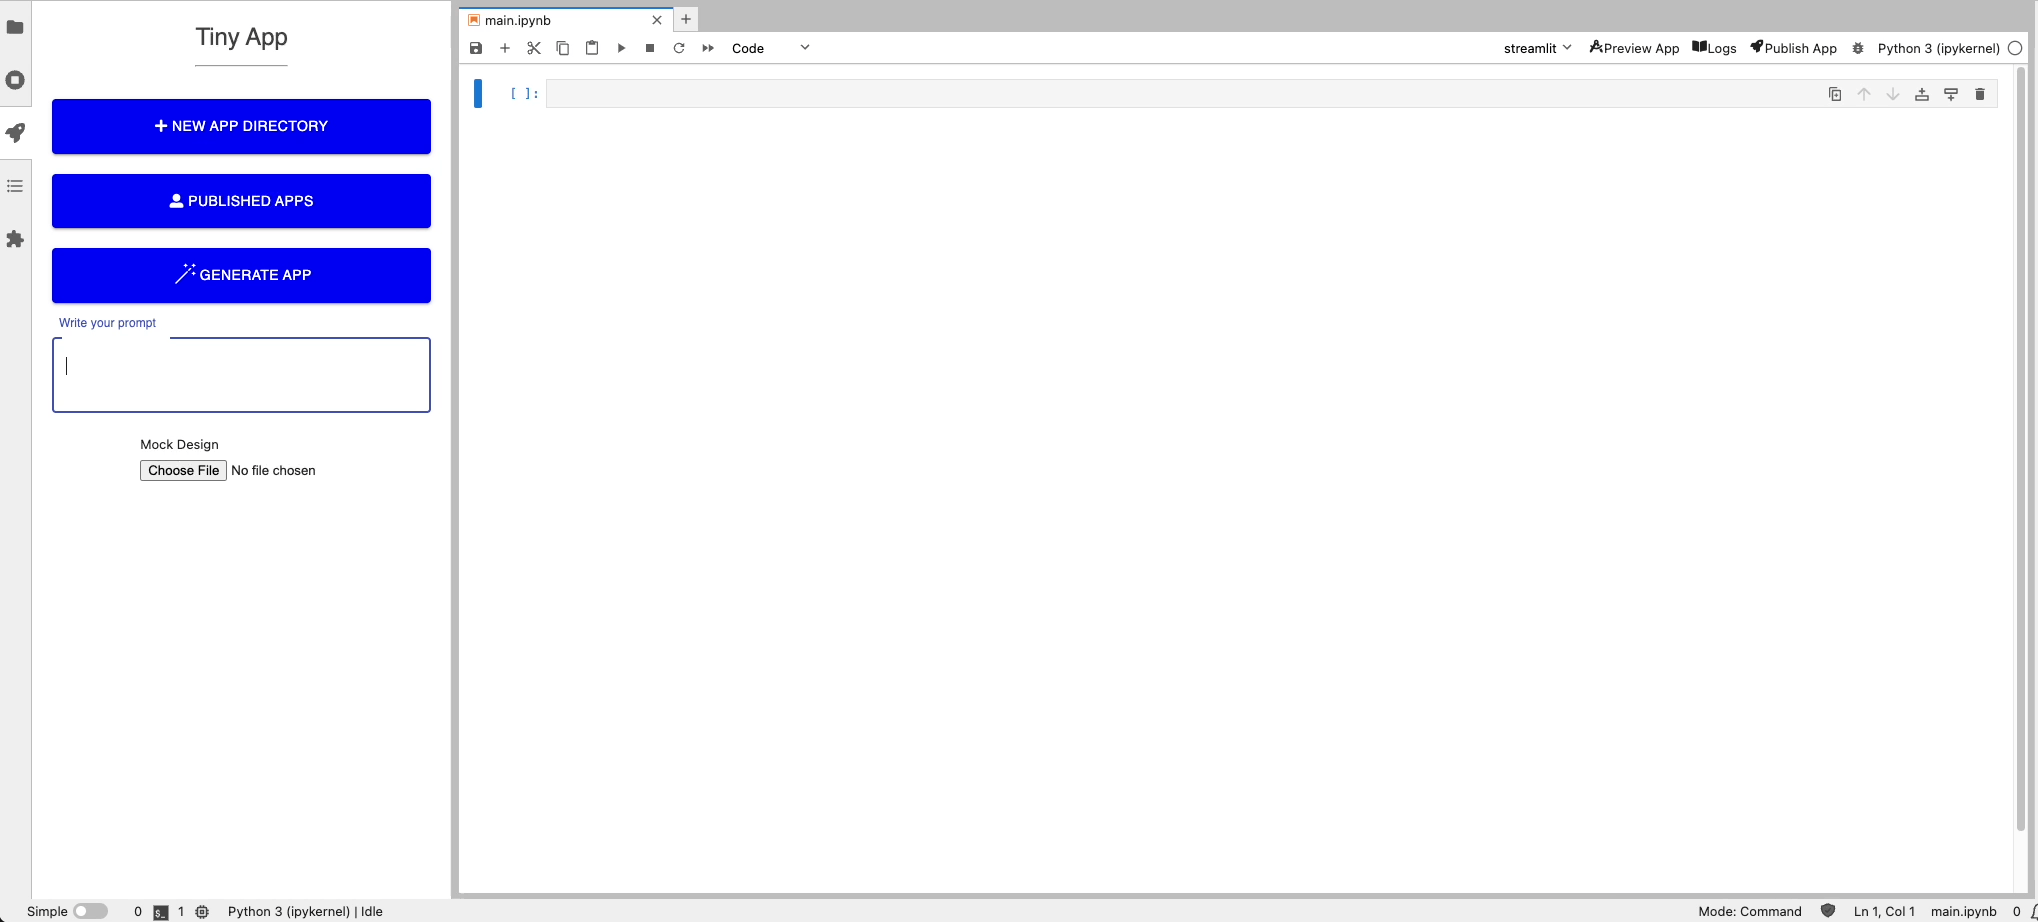 Tiny App
NEW APP DIRECTORY
PUBLISHED APPS
GENERATE APP
Write your prompt
Mock Design
Choose File No file chosen
main.ipynb
Code
streamlit Preview App Logs Publish App Python 3 (ipykernel)
[ ]:
Simple 0 $_ 1 Python 3 (ipykernel) | Idle
Mode: Command Ln 1, Col 1 main.ipynb 0